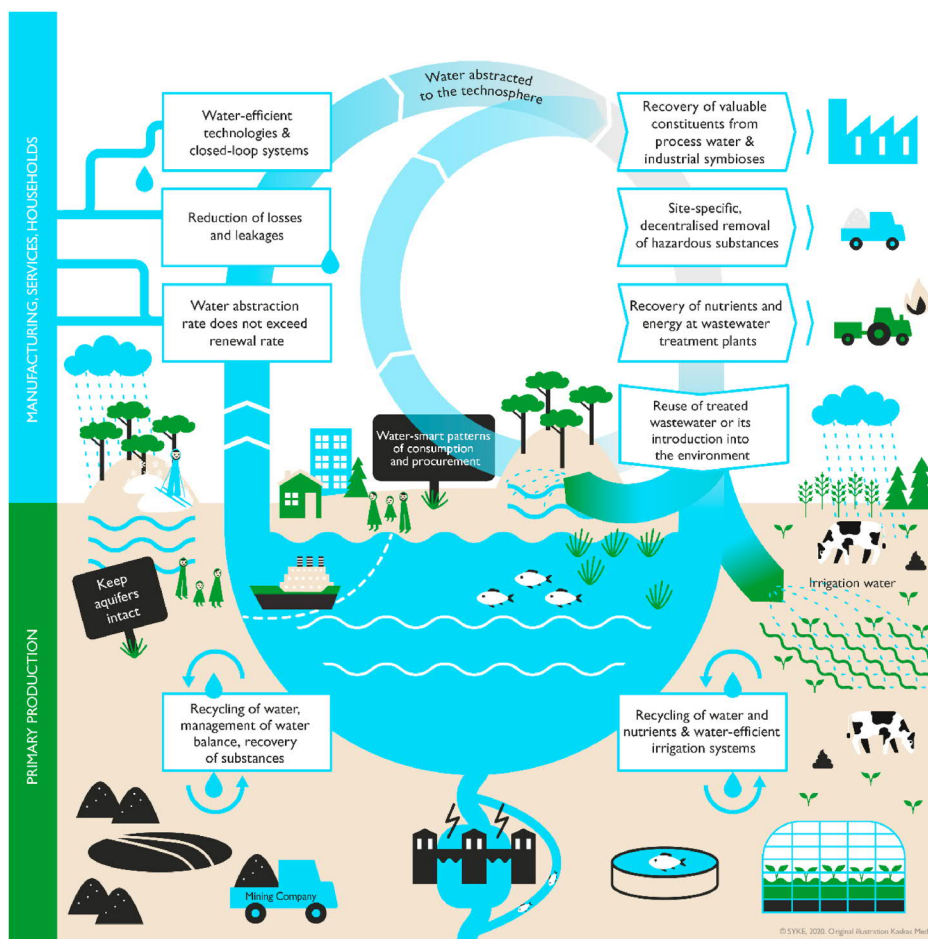 MANUFACTURING, SERVICES, HOUSEHOLDS
PRIMARY PRODUCTION
Water abstracted
to the technosphere
Water-efficient
technologies &
closed-loop systems
Reduction of losses
and leakages
Water abstraction
rate does not exceed
renewal rate
Recovery of valuable
constituents from
process water &
industrial symbioses
Site-specific,
decentralised removal
of hazardous substances
Recovery of nutrients and
energy at wastewater
treatment plants
Reuse of treated
wastewater or its
introduction into
the environment
Water-smart patterns
of consumption
and procurement
Keep
aquifers
intact
Irrigation water
Recycling of water,
management of water
balance, recovery
of substances
Recycling of water and
nutrients & water-efficient
irrigation systems
Mining Company
© SYKE, 2020. Original illustration Kaskas Med